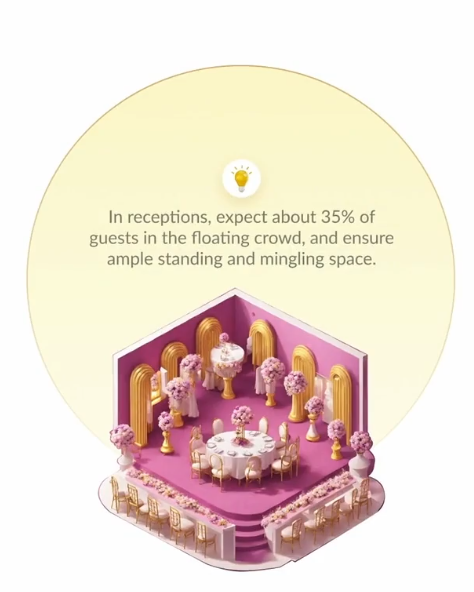 In receptions, expect about 35% of
guests in the floating crowd, and ensure
ample standing and mingling space.